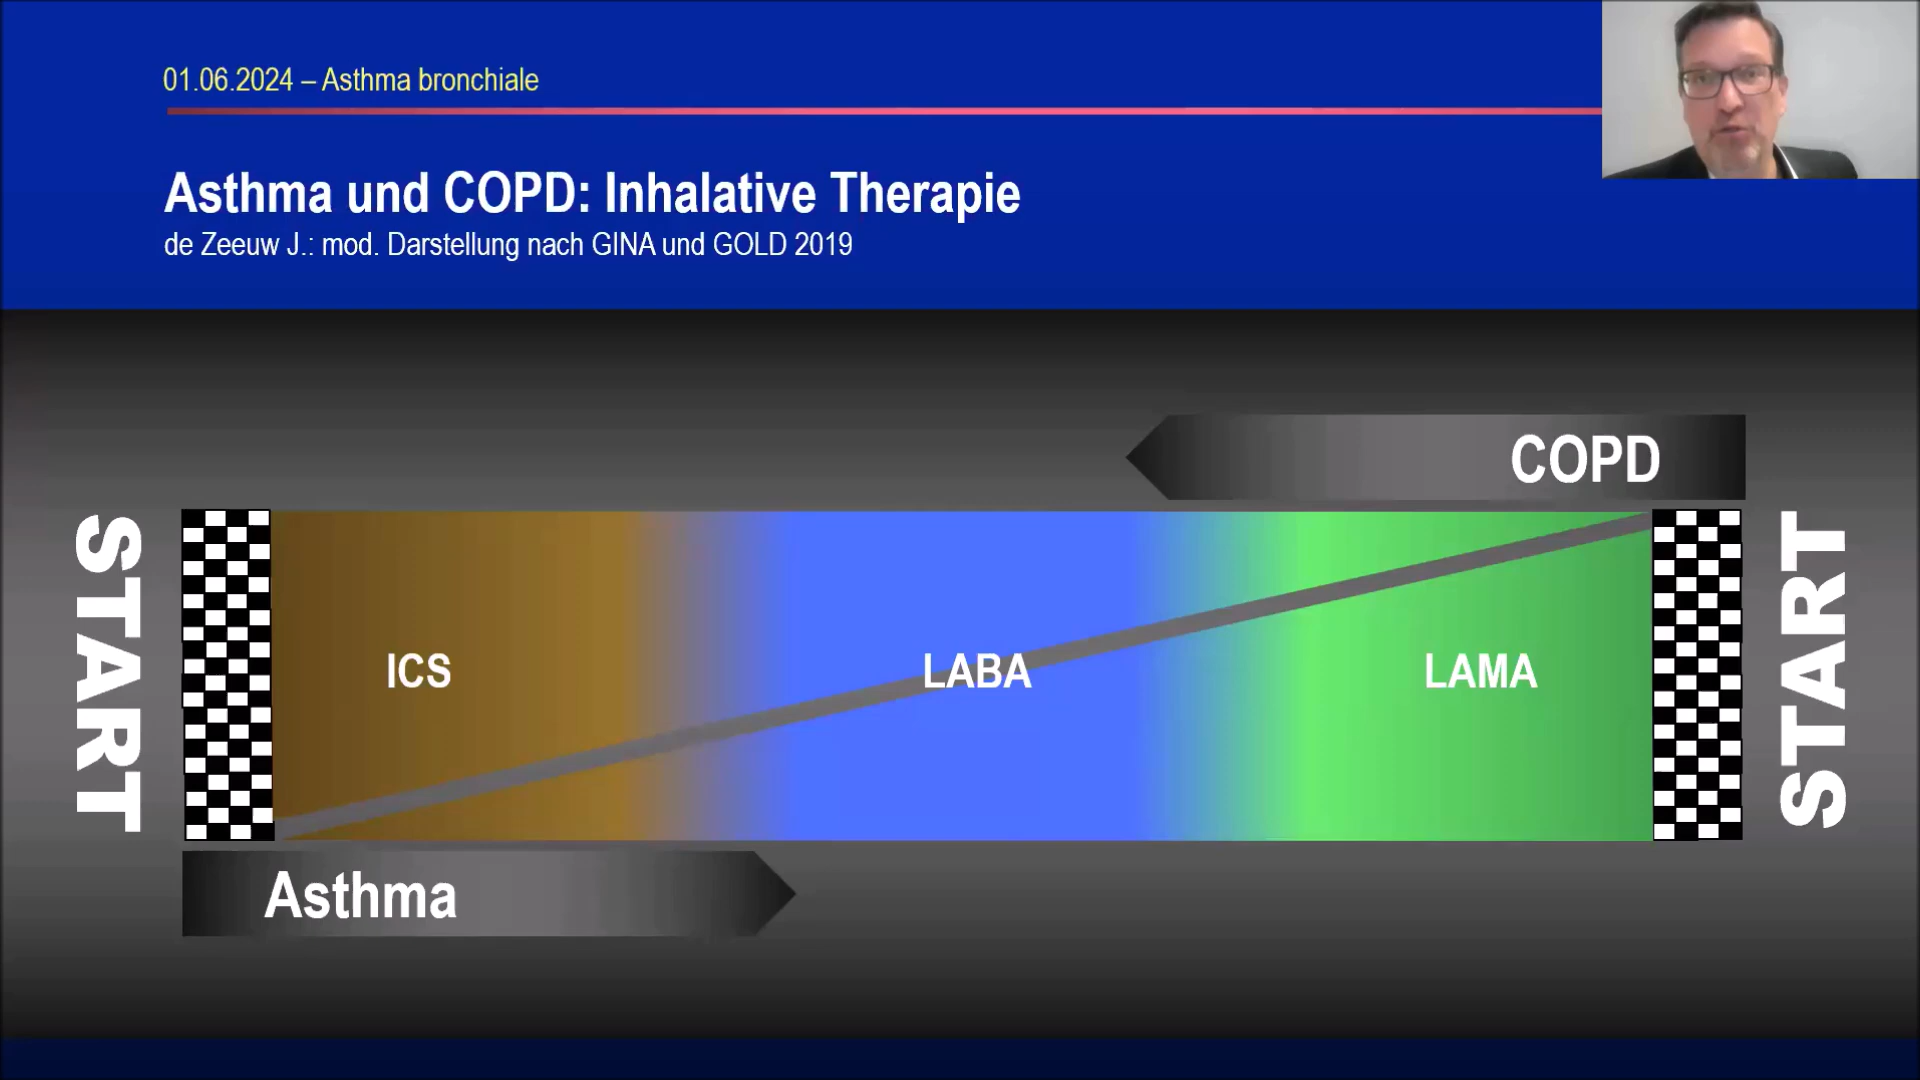 01.06.2024 – Asthma bronchiale
Asthma und COPD: Inhalative Therapie
de Zeeuw J.: mod. Darstellung nach GINA und GOLD 2019
COPD
START
ICS
LABA
LAMA
START
Asthma